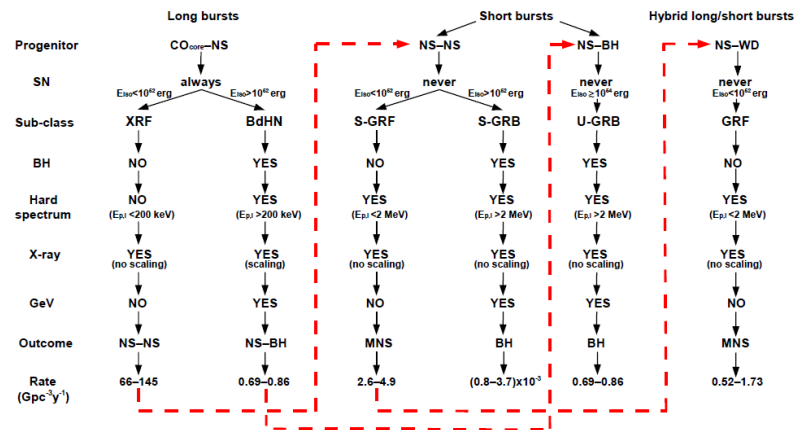 Long bursts Short bursts Hybrid long/short bursts
Progenitor COcore–NS NS–NS NS–BH NS–WD
SN always never never never
Eiso<10⁵² erg Eiso>10⁵² erg Eiso<10⁵² erg Eiso>10⁵² erg Eiso≥10⁵⁴ erg Eiso<10⁵² erg
Sub-class XRF BdHN S-GRF S-GRB U-GRB GRF
BH NO YES NO YES YES NO
Hard NO YES YES YES YES YES
spectrum (Ep,i <200 keV) (Ep,i >200 keV) (Ep,i <2 MeV) (Ep,i >2 MeV) (Ep,i >2 MeV) (Ep,i <2 MeV)
X-ray YES YES YES YES YES YES
(no scaling) (scaling) (no scaling) (no scaling) (no scaling) (no scaling)
GeV NO YES NO YES YES NO
Outcome NS–NS NS–BH MNS BH BH MNS
Rate 66–145 0.69–0.86 2.6–4.9 (0.8–3.7)x10⁻³ 0.69–0.86 0.52–1.73
(Gpc⁻³y⁻¹)